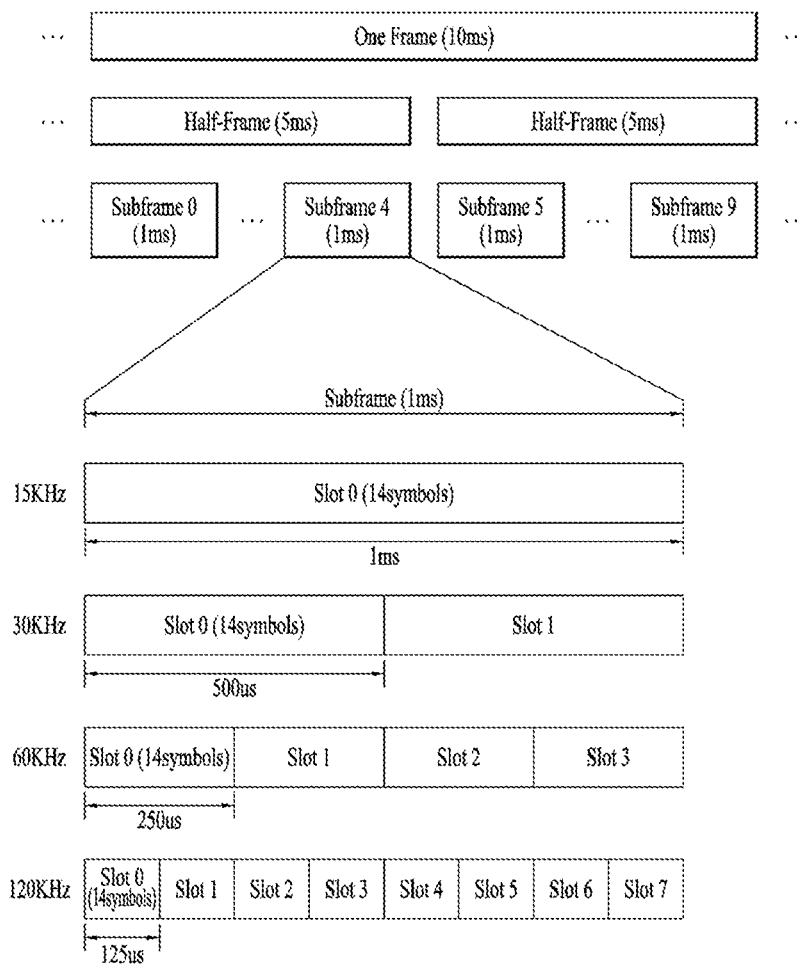 ... One Frame (10ms) ..
... Half-Frame (5ms) Half-Frame (5ms) ..
... Subframe 0 (1ms) ... Subframe 4 (1ms) Subframe 5 (1ms) ... Subframe 9 (1ms) ..
Subframe (1ms)
15KHz Slot 0 (14symbols)
1ms
30KHz Slot 0 (14symbols) Slot 1
500us
60KHz Slot 0 (14symbols) Slot 1 Slot 2 Slot 3
250us
120KHz Slot 0 (14symbols) Slot 1 Slot 2 Slot 3 Slot 4 Slot 5 Slot 6 Slot 7
125us